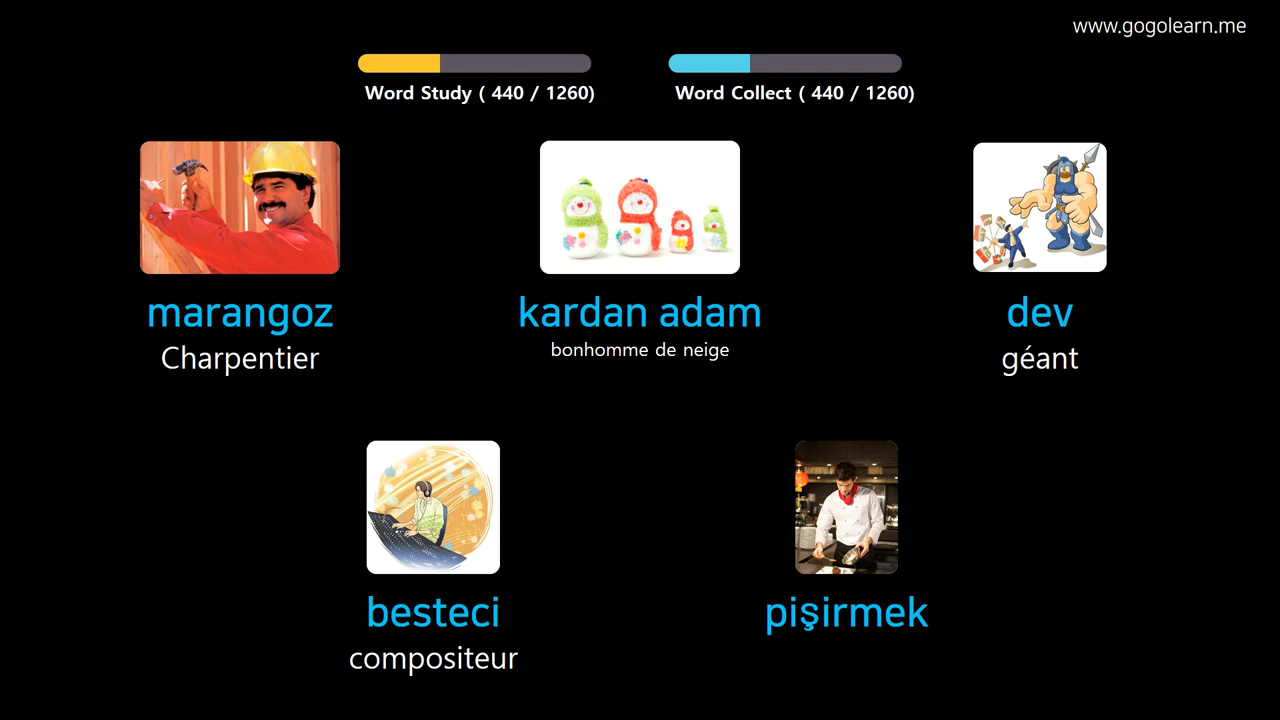 www.gogolearn.me
Word Study ( 440 / 1260)
Word Collect ( 440 / 1260)
marangoz
Charpentier
kardan adam
bonhomme de neige
dev
géant
besteci
compositeur
pişirmek